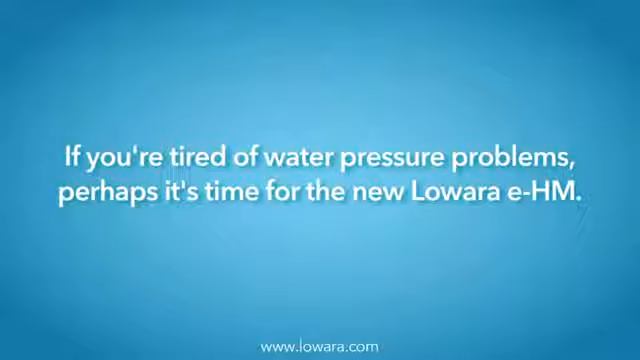 If you're tired of water pressure problems,
perhaps it's time for the new Lowara e-HM.
www.lowara.com